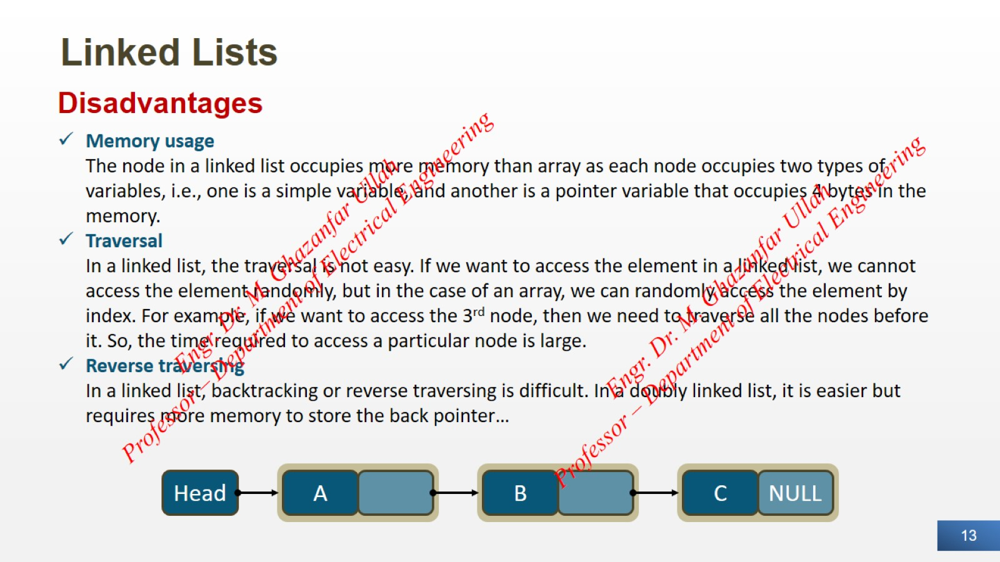 Linked Lists
Disadvantages
✓ Memory usage
The node in a linked list occupies more memory than array as each node occupies two types of
variables, i.e., one is a simple variable, and another is a pointer variable that occupies 4 bytes in the
memory.
✓ Traversal
In a linked list, the traversal is not easy. If we want to access the element in a linked list, we cannot
access the element randomly, but in the case of an array, we can randomly access the element by
index. For example, if we want to access the 3rd node, then we need to traverse all the nodes before
it. So, the time required to access a particular node is large.
✓ Reverse traversing
In a linked list, backtracking or reverse traversing is difficult. In a doubly linked list, it is easier but
requires more memory to store the back pointer...
Engr. Dr. M. Ghazanfar Ullah
Professor – Department of Electrical Engineering
Engr. Dr. M. Ghazanfar Ullah
Professor – Department of Electrical Engineering
Head A B C NULL
13